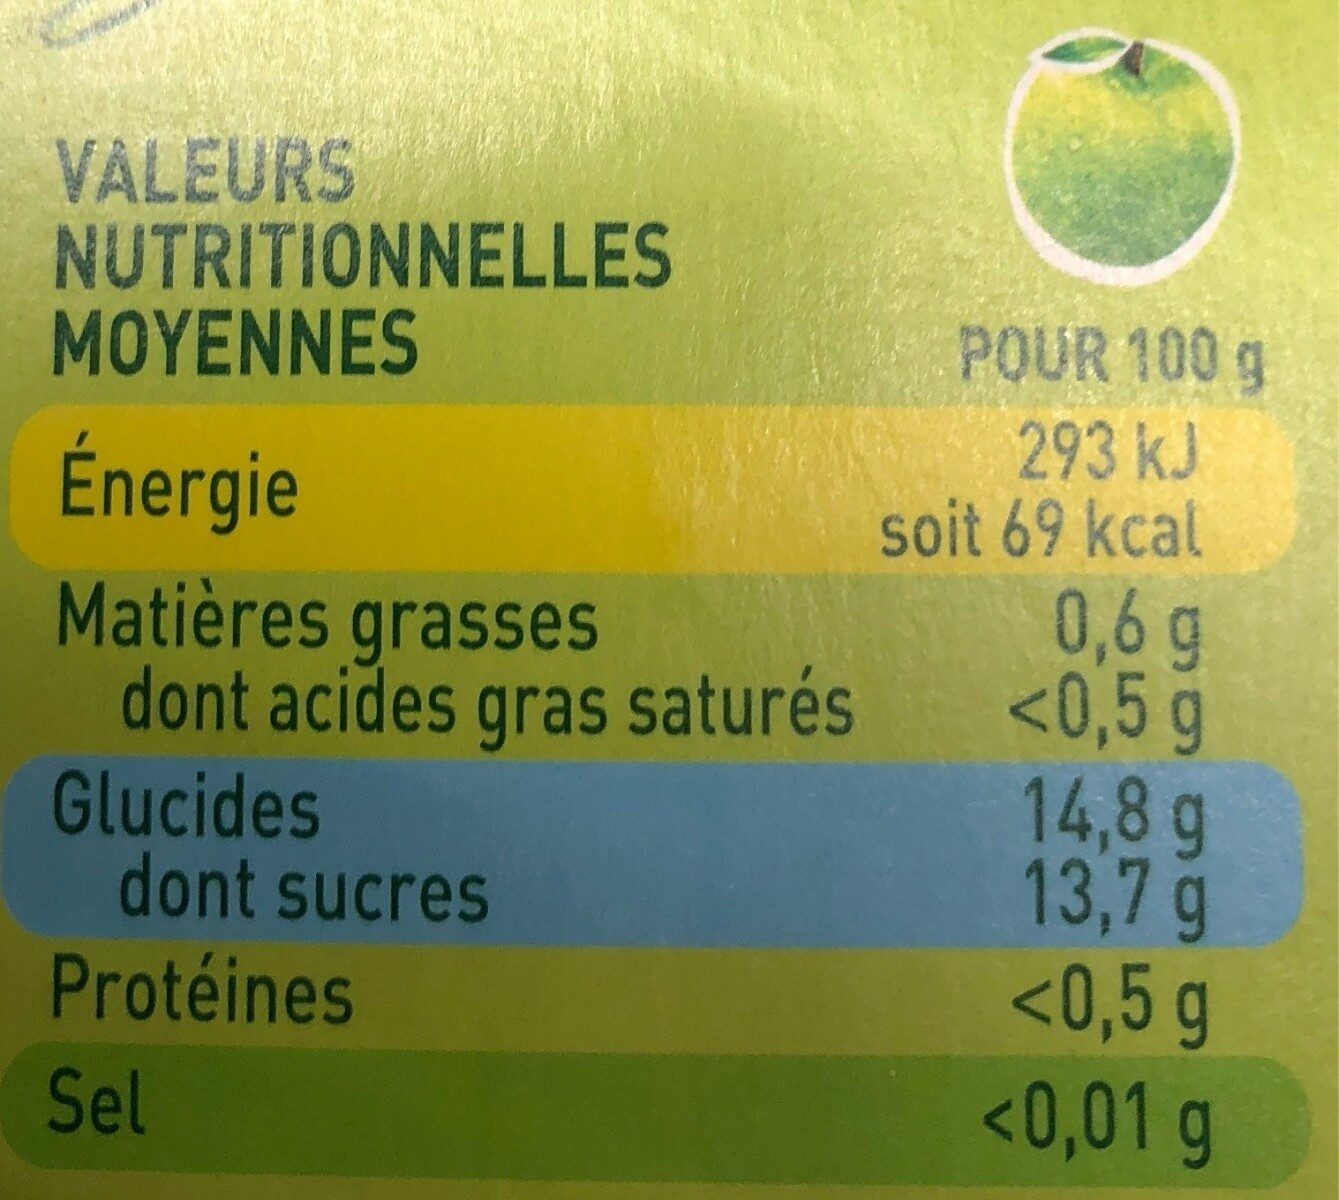 VALEURS
NUTRITIONNELLES
MOYENNES
POUR 100 g
Énergie 293 kJ
soit 69 kcal
Matières grasses 0,6 g
dont acides gras saturés <0,5 g
Glucides 14,8 g
dont sucres 13,7 g
Protéines <0,5 g
Sel <0,01 g